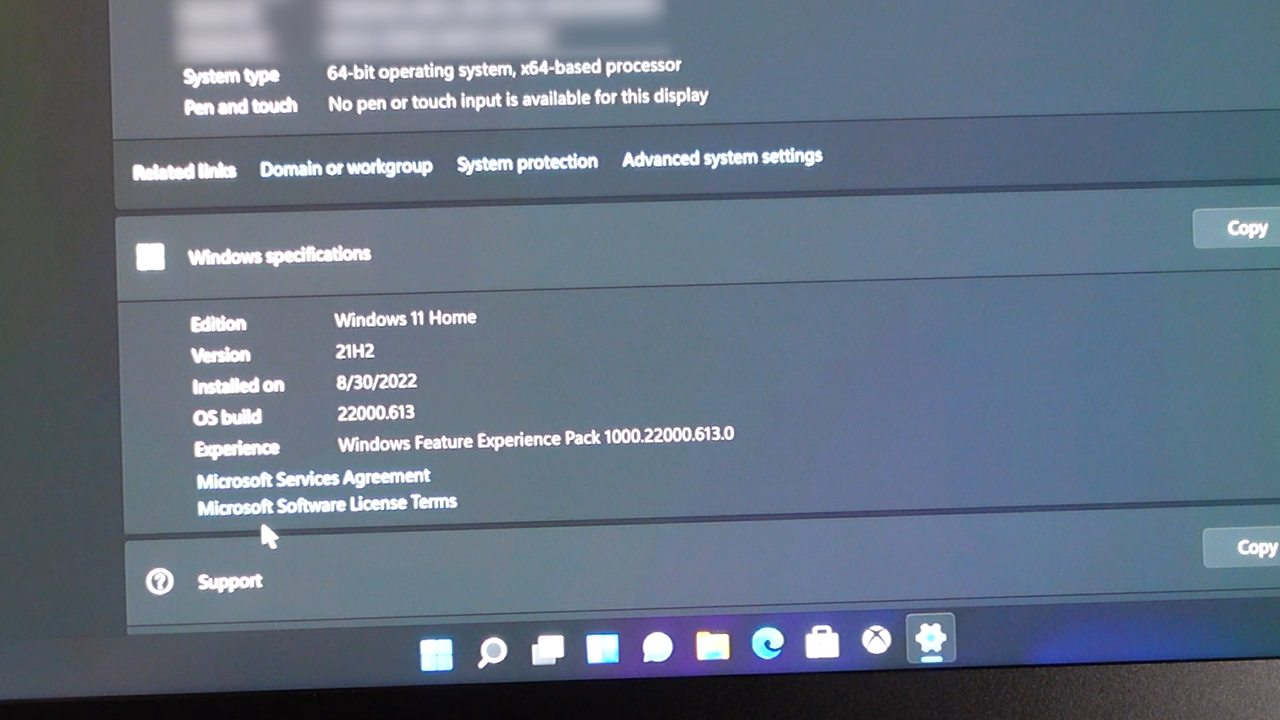 System type 64-bit operating system, x64-based processor
Pen and touch No pen or touch input is available for this display
Related links Domain or workgroup System protection Advanced system settings
Copy
Windows specifications
Edition Windows 11 Home
Version 21H2
Installed on 8/30/2022
OS build 22000.613
Experience Windows Feature Experience Pack 1000.22000.613.0
Microsoft Services Agreement
Microsoft Software License Terms
Copy
Support